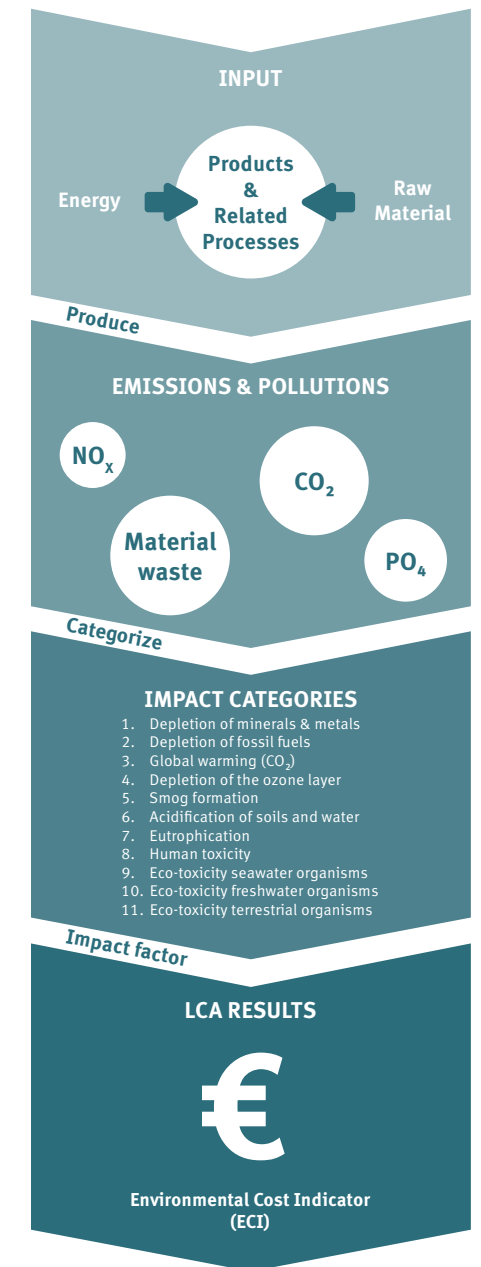 INPUT
Energy
Products
&
Related
Processes
Raw
Material
Produce
EMISSIONS & POLLUTIONS
NOₓ
CO₂
Material
waste
PO₄
Categorize
IMPACT CATEGORIES
1. Depletion of minerals & metals
2. Depletion of fossil fuels
3. Global warming (CO₂)
4. Depletion of the ozone layer
5. Smog formation
6. Acidification of soils and water
7. Eutrophication
8. Human toxicity
9. Eco-toxicity seawater organisms
10. Eco-toxicity freshwater organisms
11. Eco-toxicity terrestrial organisms
Impact factor
LCA RESULTS
€
Environmental Cost Indicator
(ECI)